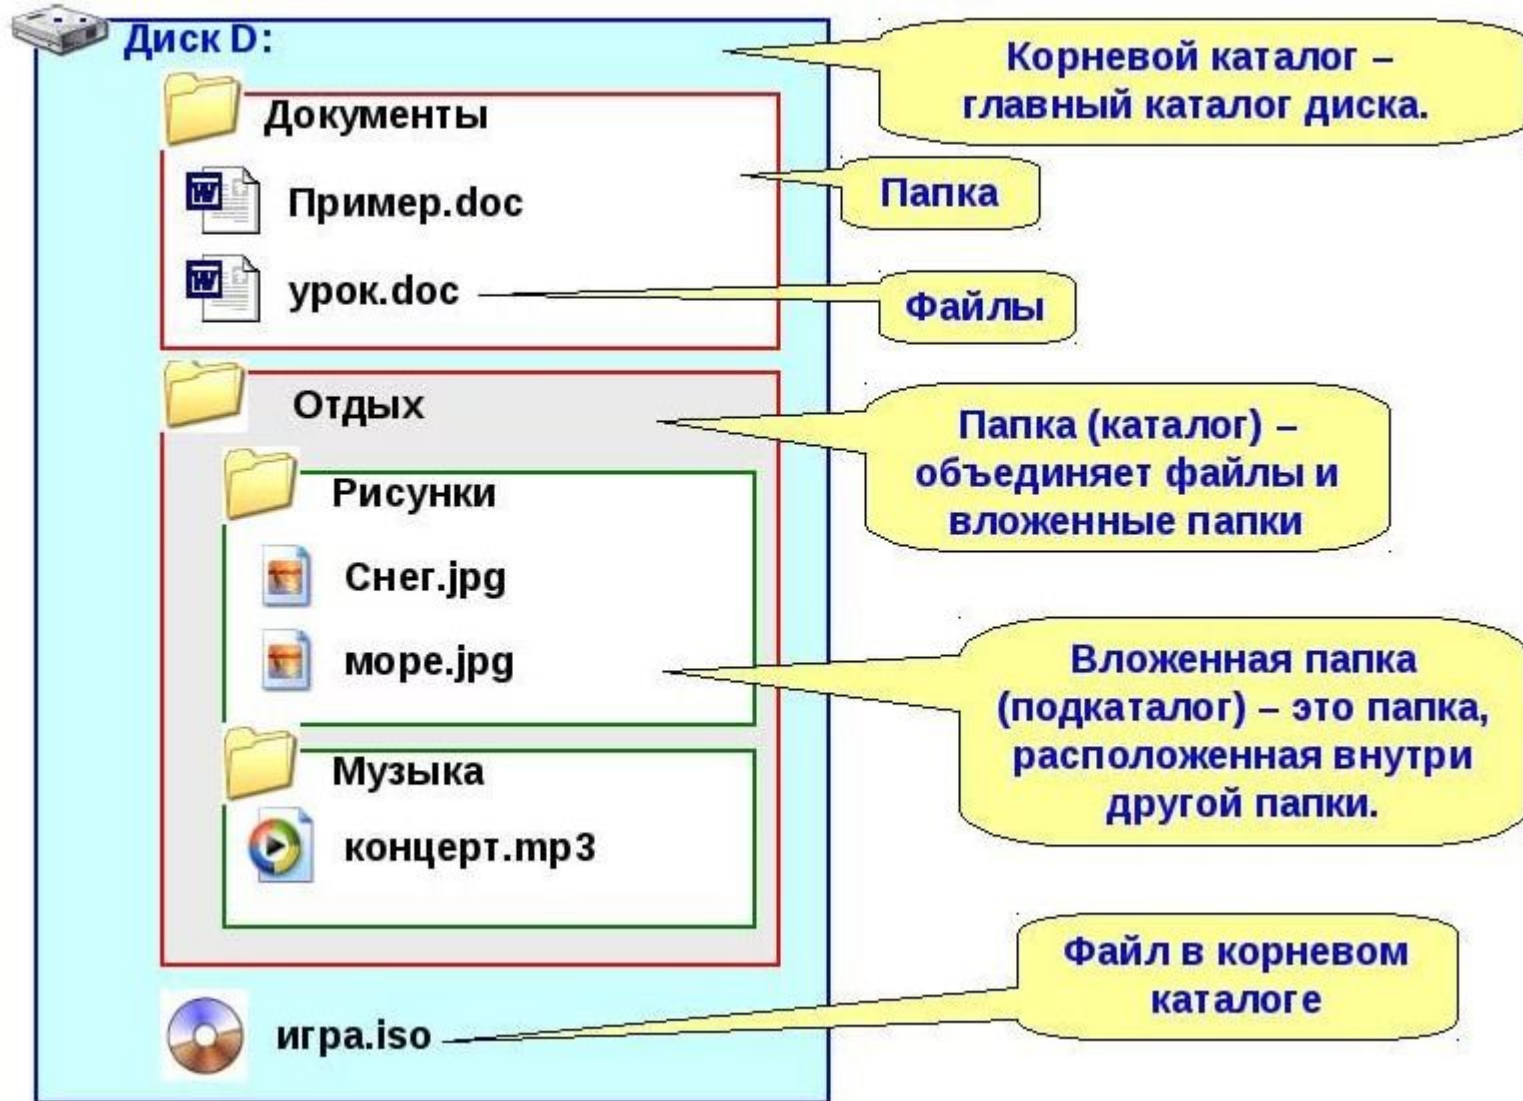 Диск D:
Корневой каталог –
главный каталог диска.
Документы
Папка
Пример.doc
урок.doc
Файлы
Отдых
Папка (каталог) –
объединяет файлы и
вложенные папки
Рисунки
Снег.jpg
море.jpg
Вложенная папка
(подкаталог) – это папка,
расположенная внутри
другой папки.
Музыка
концерт.mp3
Файл в корневом
каталоге
игра.iso